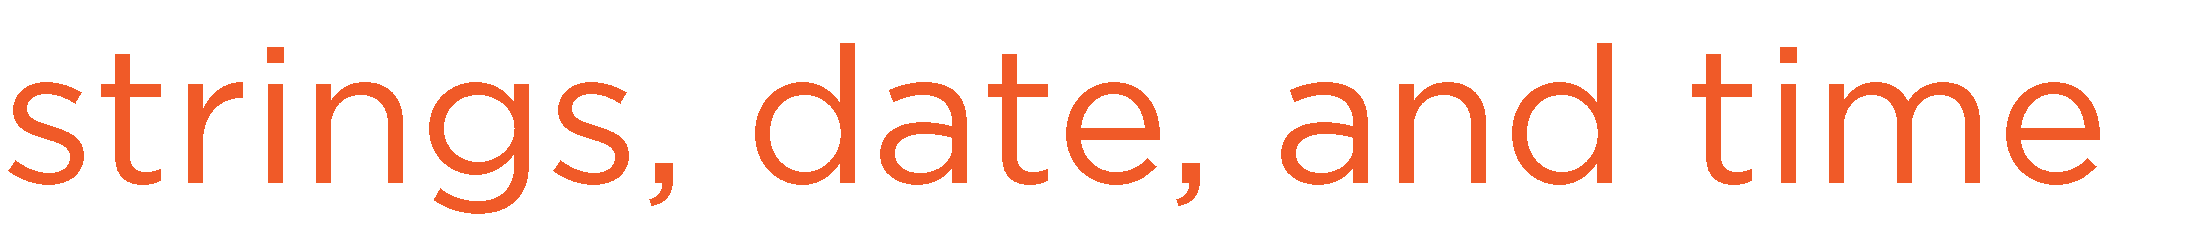 strings, date, and time